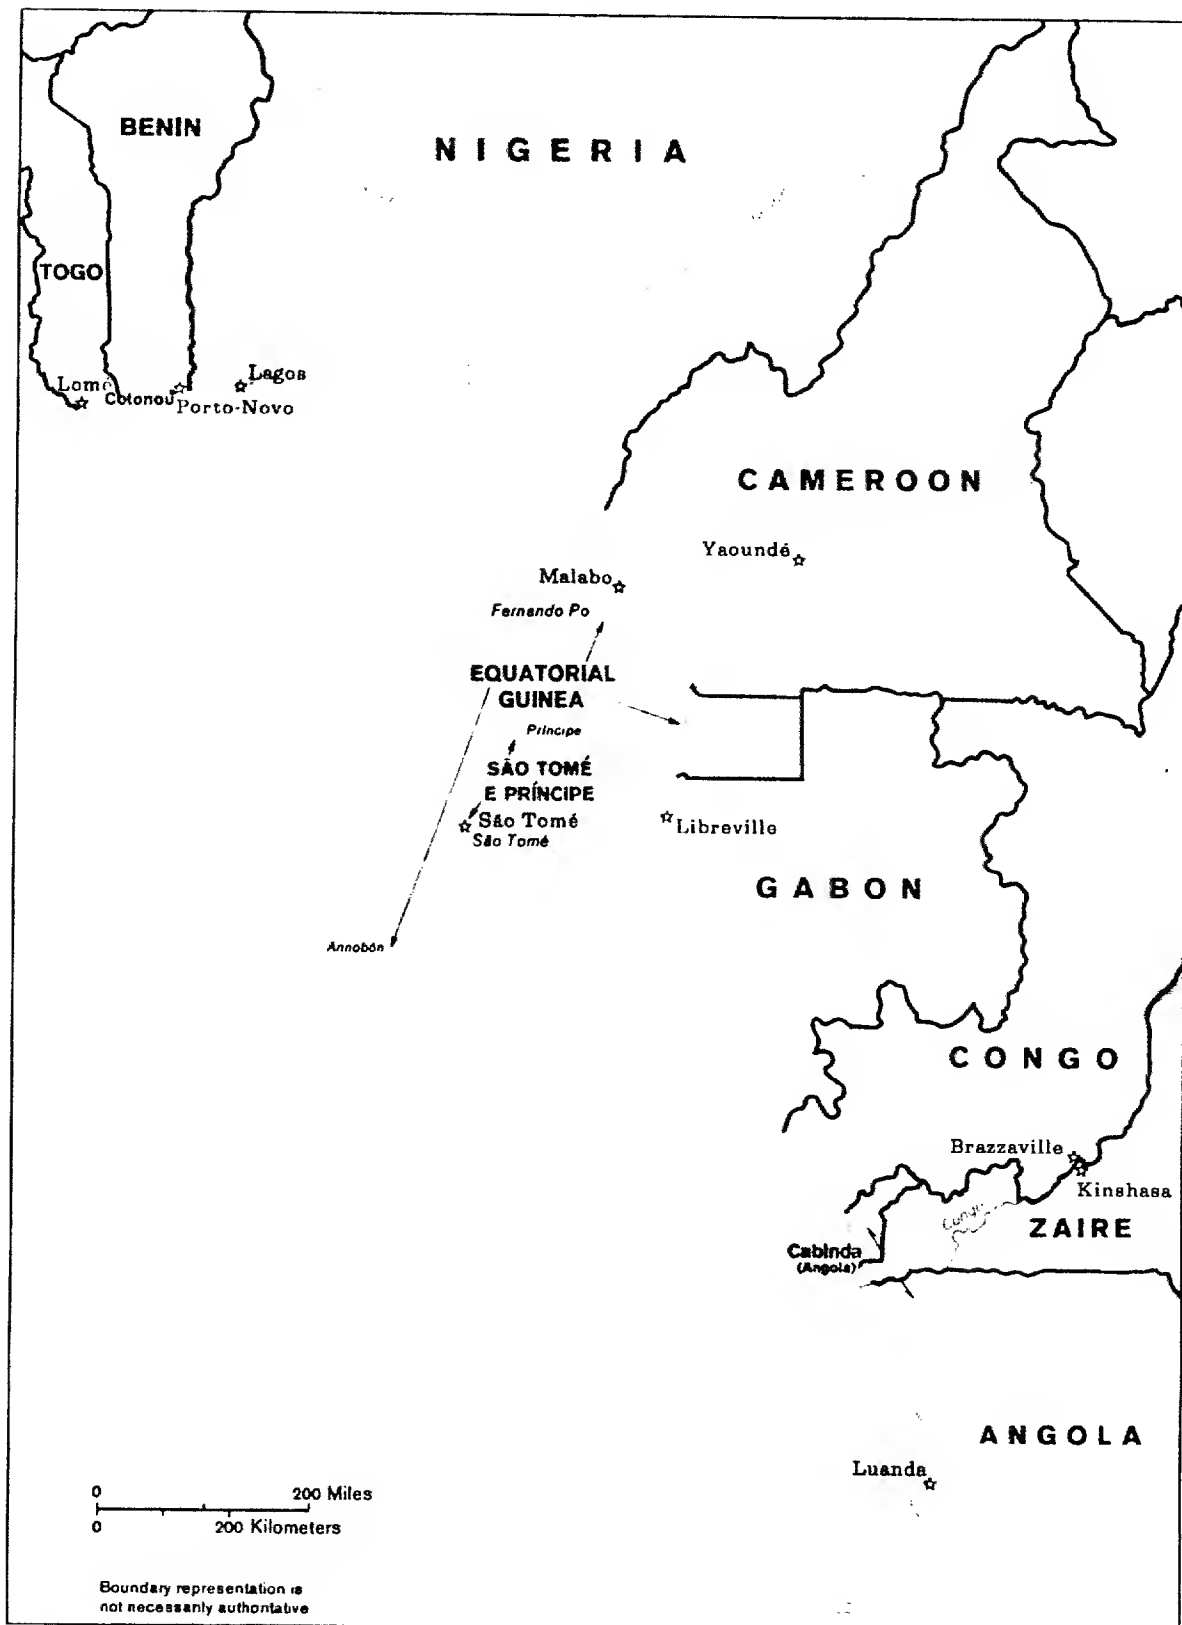 BENIN
NIGERIA
TOGO
Lomé
Cotonou
Porto-Novo
Lagos
CAMEROON
Yaoundé
Malabo
Fernando Po
EQUATORIAL
GUINEA
Príncipe
SÃO TOMÉ
E PRÍNCIPE
São Tomé
São Tomé
Libreville
GABON
Annobón
CONGO
Brazzaville
Kinshasa
Congo
ZAIRE
Cabinda
(Angola)
ANGOLA
Luanda
0 200 Miles
0 200 Kilometers
Boundary representation is
not necessarily authoritative